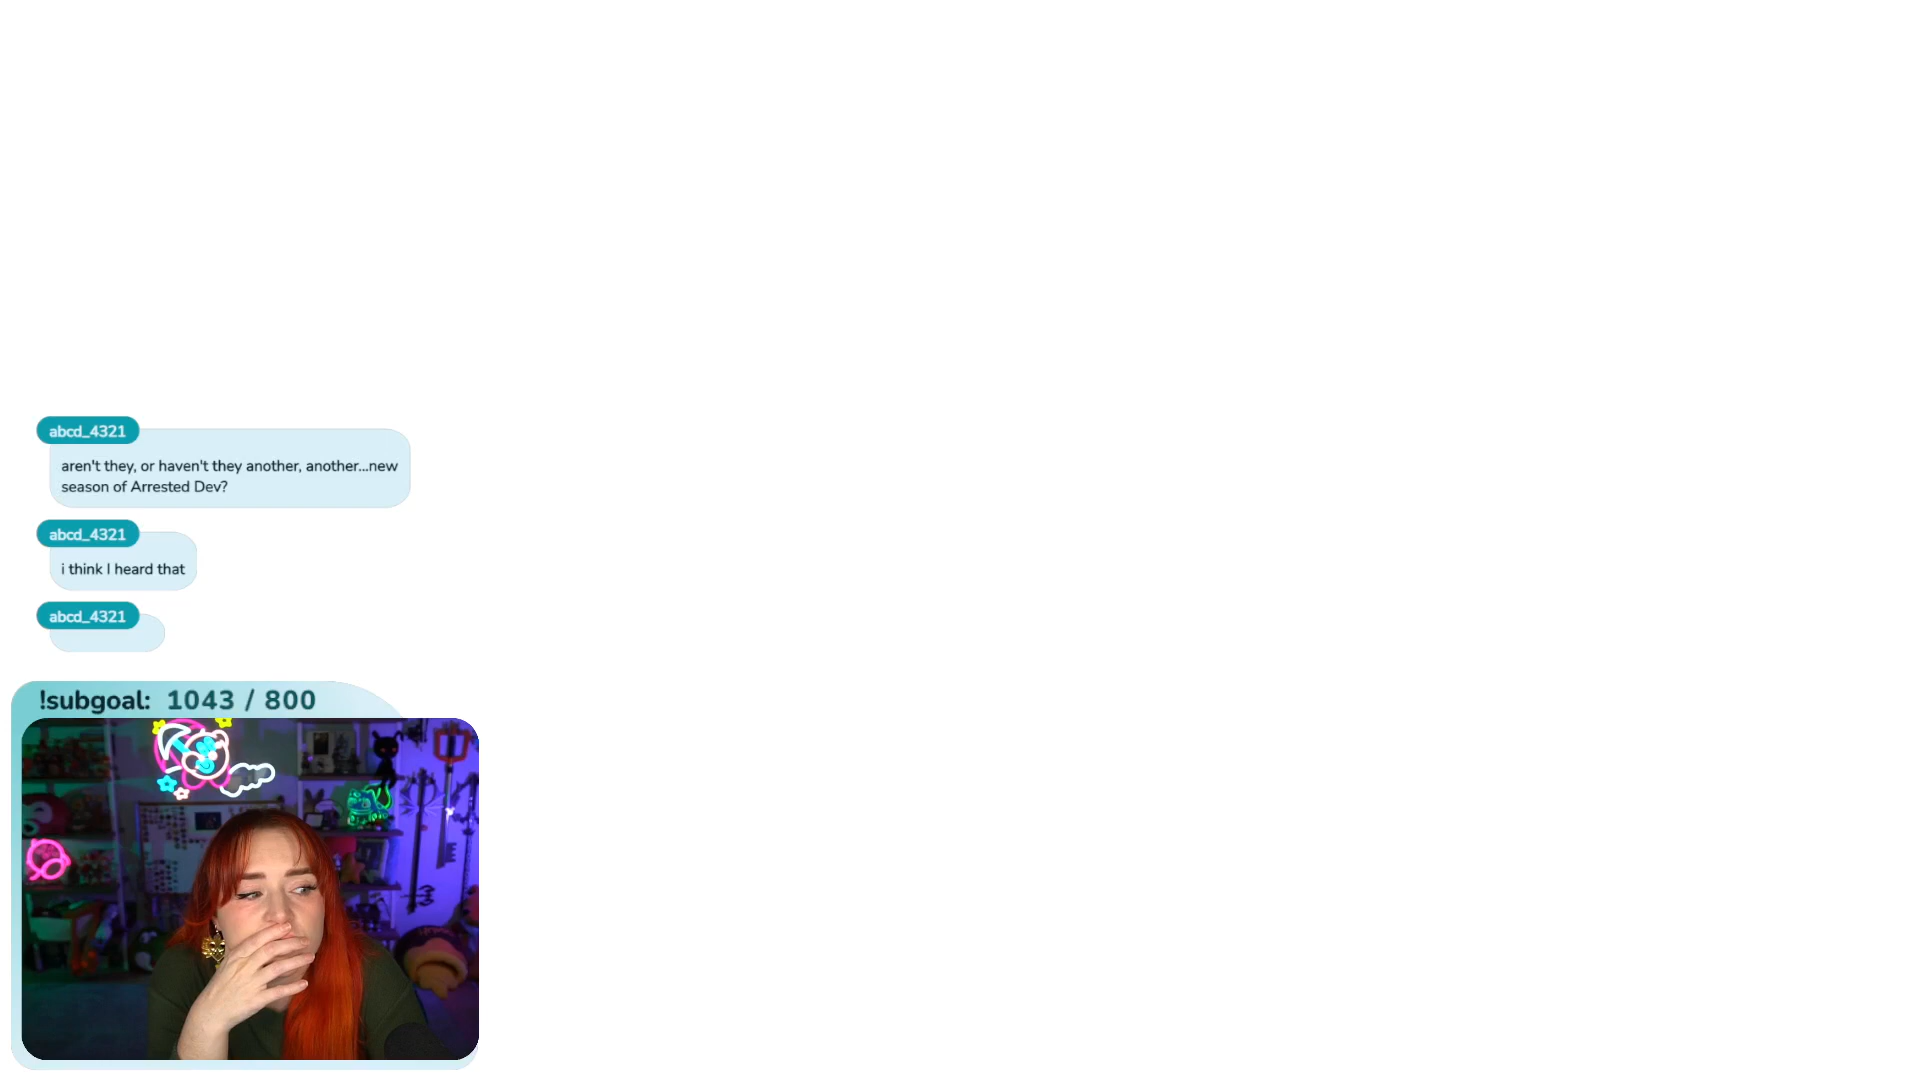 abcd_4321
aren't they, or haven't they another, another...new
season of Arrested Dev?
abcd_4321
i think I heard that
abcd_4321
!subgoal: 1043 / 800